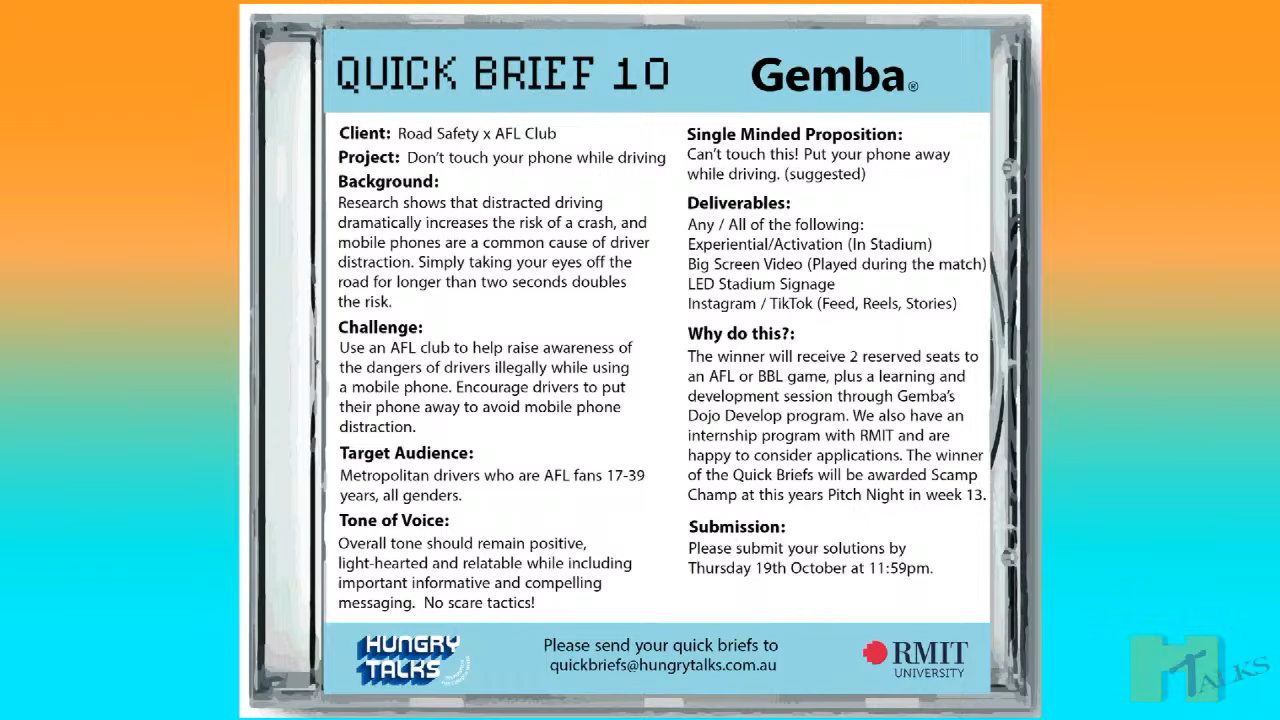 QUICK BRIEF 10
Gemba®
Client: Road Safety x AFL Club
Project: Don't touch your phone while driving
Background:
Research shows that distracted driving
dramatically increases the risk of a crash, and
mobile phones are a common cause of driver
distraction. Simply taking your eyes off the
road for longer than two seconds doubles
the risk.
Challenge:
Use an AFL club to help raise awareness of
the dangers of drivers illegally while using
a mobile phone. Encourage drivers to put
their phone away to avoid mobile phone
distraction.
Target Audience:
Metropolitan drivers who are AFL fans 17-39
years, all genders.
Tone of Voice:
Overall tone should remain positive,
light-hearted and relatable while including
important informative and compelling
messaging. No scare tactics!
Single Minded Proposition:
Can't touch this! Put your phone away
while driving. (suggested)
Deliverables:
Any / All of the following:
Experiential/Activation (In Stadium)
Big Screen Video (Played during the match)
LED Stadium Signage
Instagram / TikTok (Feed, Reels, Stories)
Why do this?:
The winner will receive 2 reserved seats to
an AFL or BBL game, plus a learning and
development session through Gemba's
Dojo Develop program. We also have an
internship program with RMIT and are
happy to consider applications. The winner
of the Quick Briefs will be awarded Scamp
Champ at this years Pitch Night in week 13.
Submission:
Please submit your solutions by
Thursday 19th October at 11:59pm.
HUNGRY
TALKS
Please send your quick briefs to
quickbriefs@hungrytalks.com.au
RMIT
UNIVERSITY
H TALKS